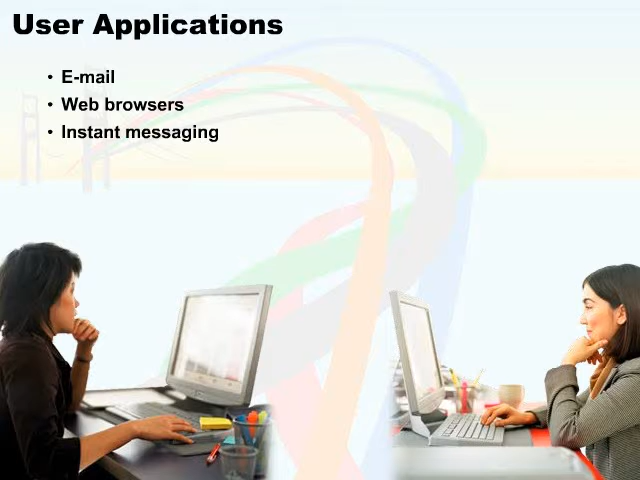 User Applications
• E-mail
• Web browsers
• Instant messaging